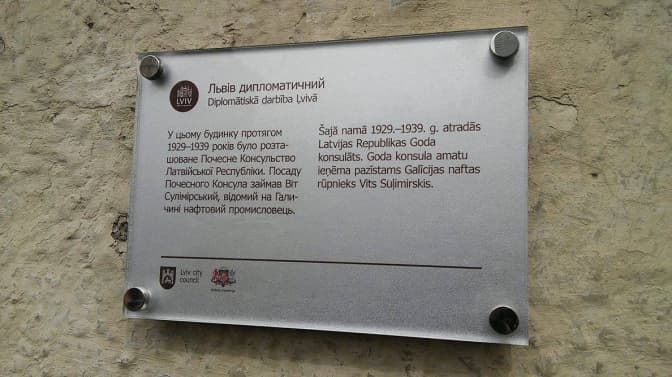 LVIV
Львів дипломатичний
Diplomātiskā darbība Ļvivā
У цьому будинку протягом
1929–1939 років було розта-
шоване Почесне Консульство
Латвійської Республіки. Посаду
Почесного Консула займав Віт
Сулімірський, відомий на Гали-
чині нафтовий промисловець.
Šajā namā 1929.–1939. g. atradās
Latvijas Republikas Goda
konsulāts. Goda konsula amatu
ieņēma pazīstams Galīcijas naftas
rūpnieks Vits Suļimirskis.
Lviv city
council